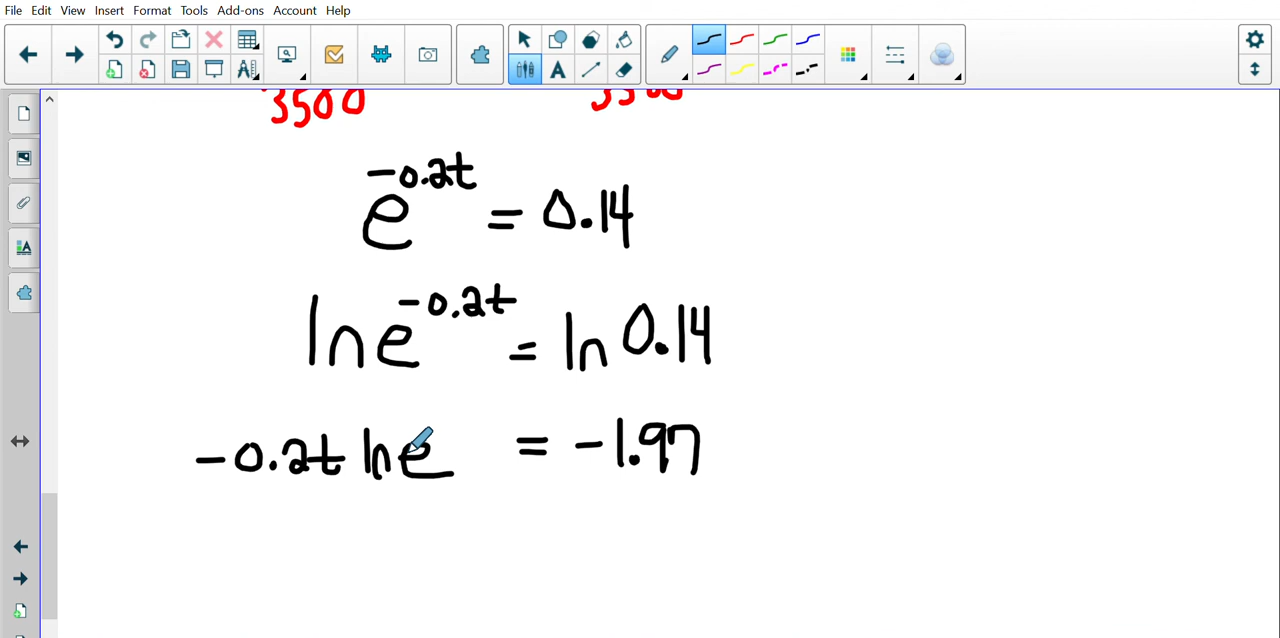 File Edit View Insert Format Tools Add-ons Account Help
3500 3500
e^-0.2t = 0.14
ln e^-0.2t = ln 0.14
-0.2t ln e = -1.97